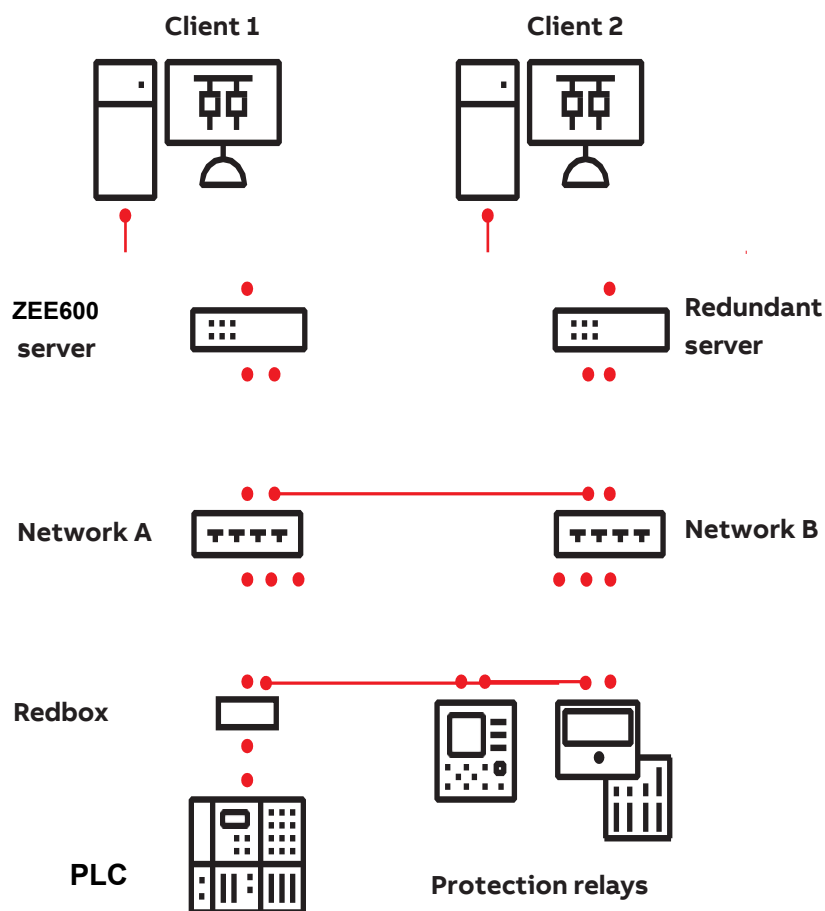 Client 1
Client 2
ZEE600
server
Redundant
server
Network A
Network B
Redbox
PLC
Protection relays